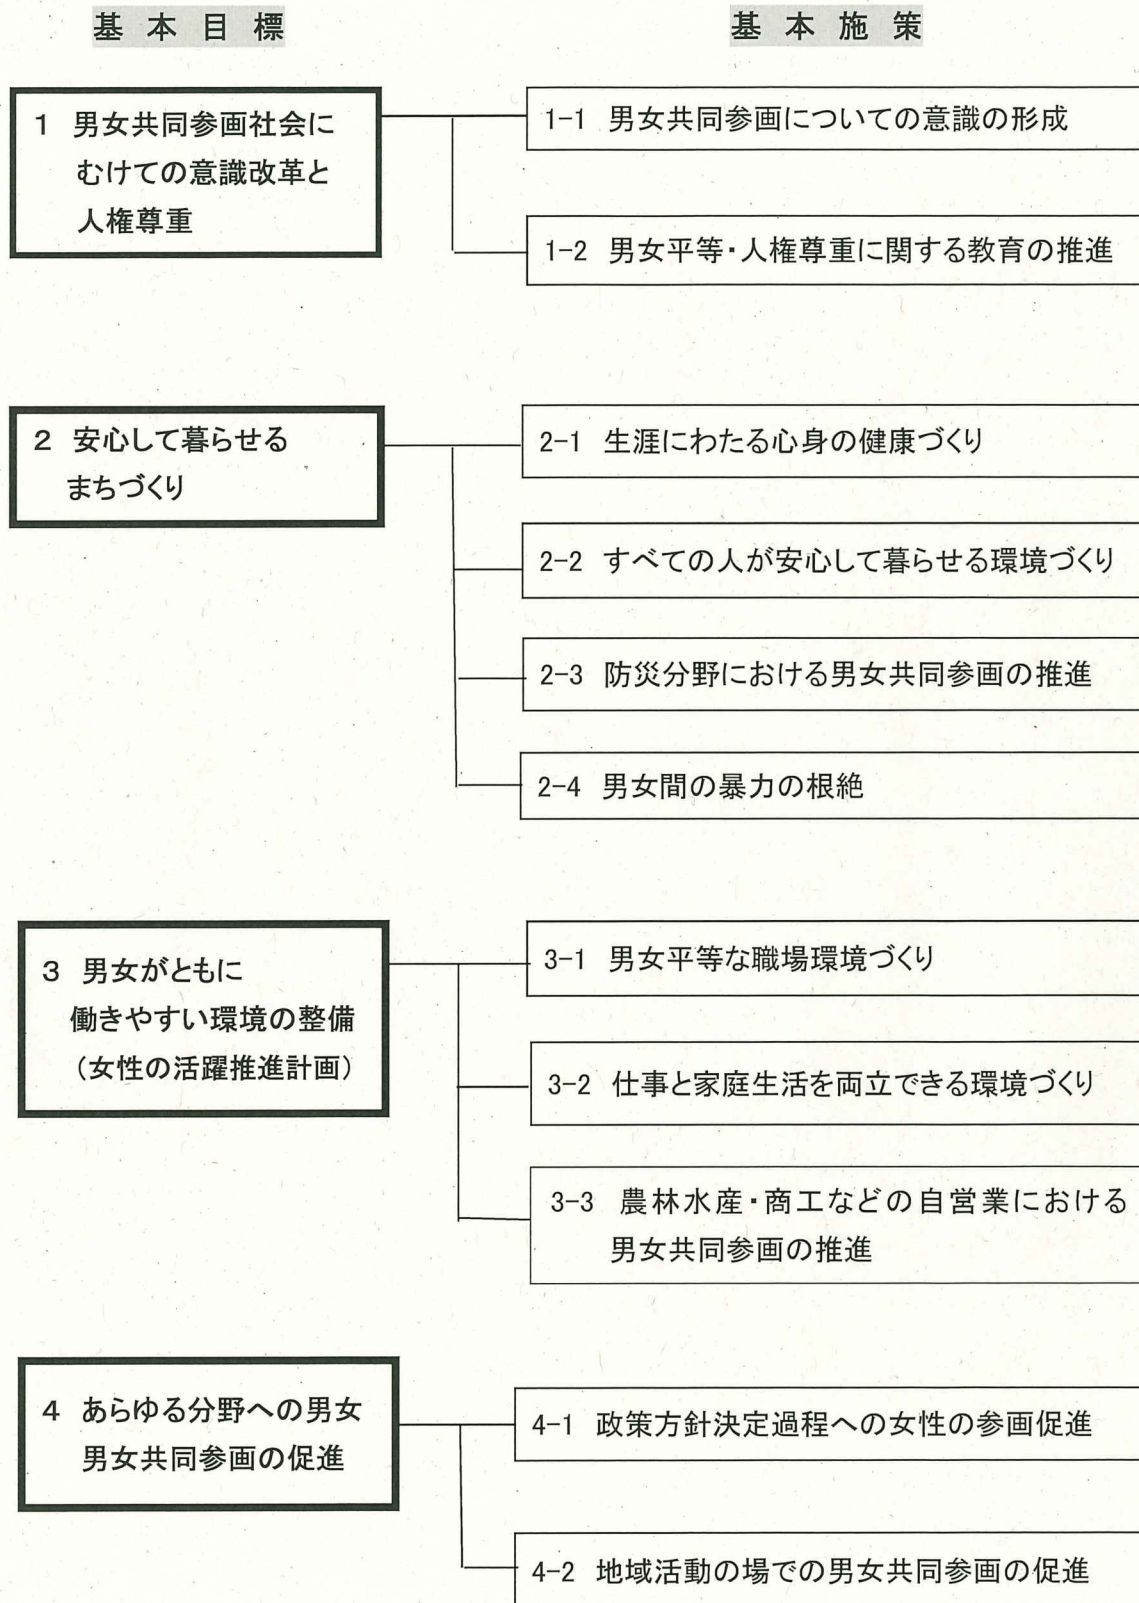 基本目標
基本施策
1 男女共同参画社会に
むけての意識改革と
人権尊重
1-1 男女共同参画についての意識の形成
1-2 男女平等・人権尊重に関する教育の推進
2 安心して暮らせる
まちづくり
2-1 生涯にわたる心身の健康づくり
2-2 すべての人が安心して暮らせる環境づくり
2-3 防災分野における男女共同参画の推進
2-4 男女間の暴力の根絶
3 男女がともに
働きやすい環境の整備
(女性の活躍推進計画)
3-1 男女平等な職場環境づくり
3-2 仕事と家庭生活を両立できる環境づくり
3-3 農林水産・商工などの自営業における
男女共同参画の推進
4 あらゆる分野への男女
男女共同参画の促進
4-1 政策方針決定過程への女性の参画促進
4-2 地域活動の場での男女共同参画の促進